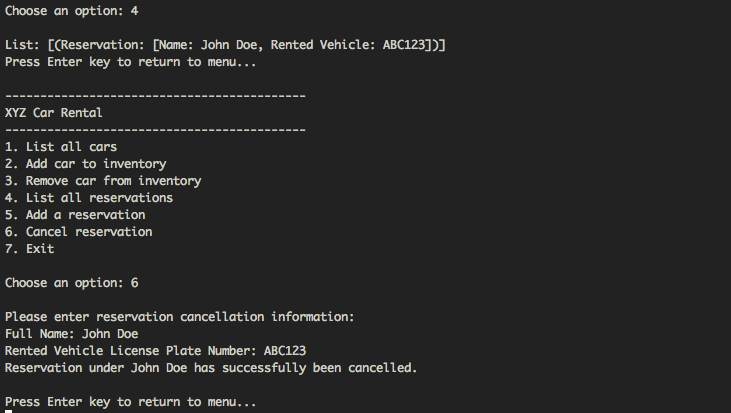 Choose an option: 4
List: [(Reservation: [Name: John Doe, Rented Vehicle: ABC123])]
Press Enter key to return to menu...
-------------------------------------------
XYZ Car Rental
-------------------------------------------
1. List all cars
2. Add car to inventory
3. Remove car from inventory
4. List all reservations
5. Add a reservation
6. Cancel reservation
7. Exit
Choose an option: 6
Please enter reservation cancellation information:
Full Name: John Doe
Rented Vehicle License Plate Number: ABC123
Reservation under John Doe has successfully been cancelled.
Press Enter key to return to menu...